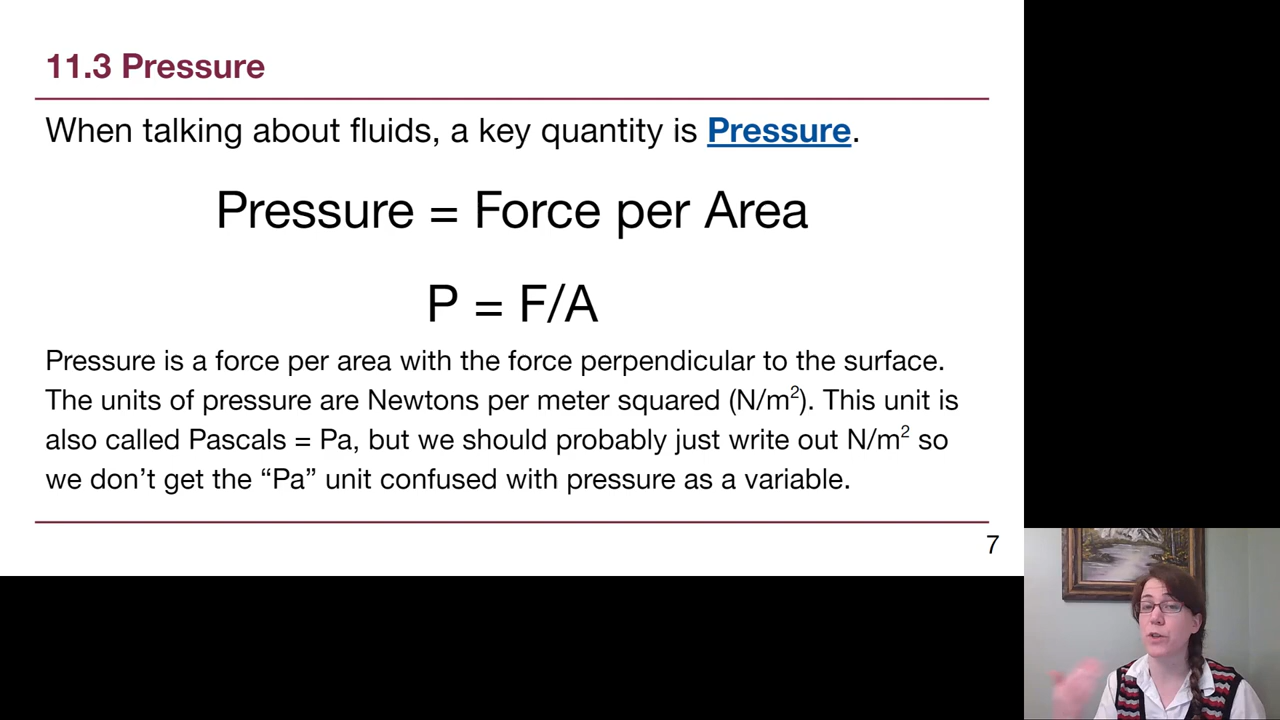 11.3 Pressure
When talking about fluids, a key quantity is Pressure.
Pressure = Force per Area
P = F/A
Pressure is a force per area with the force perpendicular to the surface.
The units of pressure are Newtons per meter squared (N/m²). This unit is
also called Pascals = Pa, but we should probably just write out N/m² so
we don’t get the “Pa” unit confused with pressure as a variable.
7